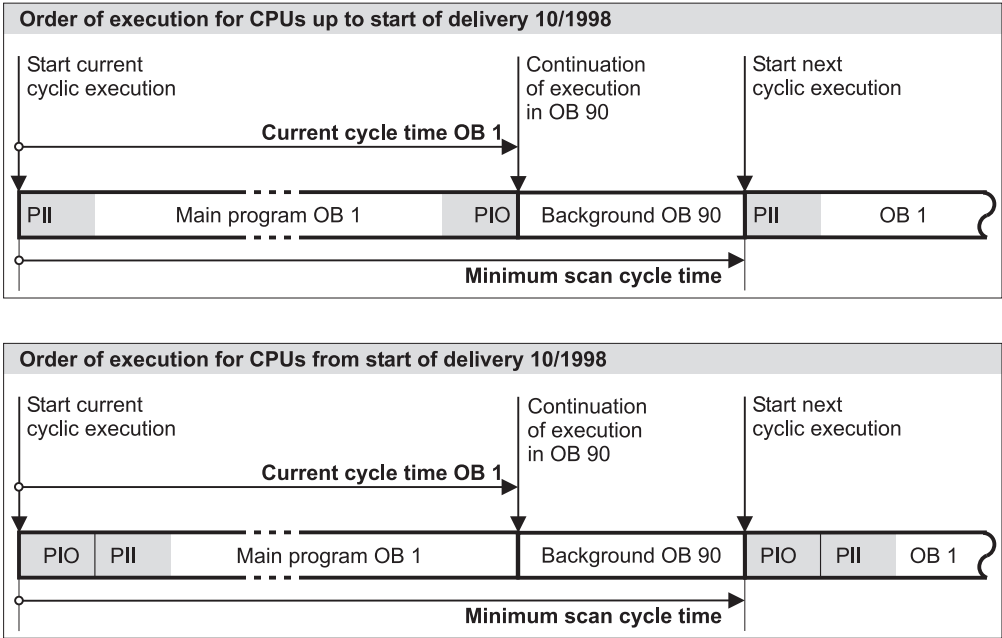 Order of execution for CPUs up to start of delivery 10/1998
Start current
cyclic execution
Continuation
of execution
in OB 90
Start next
cyclic execution
Current cycle time OB 1
PII
Main program OB 1
PIO
Background OB 90
PII
OB 1
Minimum scan cycle time
Order of execution for CPUs from start of delivery 10/1998
Start current
cyclic execution
Continuation
of execution
in OB 90
Start next
cyclic execution
Current cycle time OB 1
PIO
PII
Main program OB 1
Background OB 90
PIO
PII
OB 1
Minimum scan cycle time